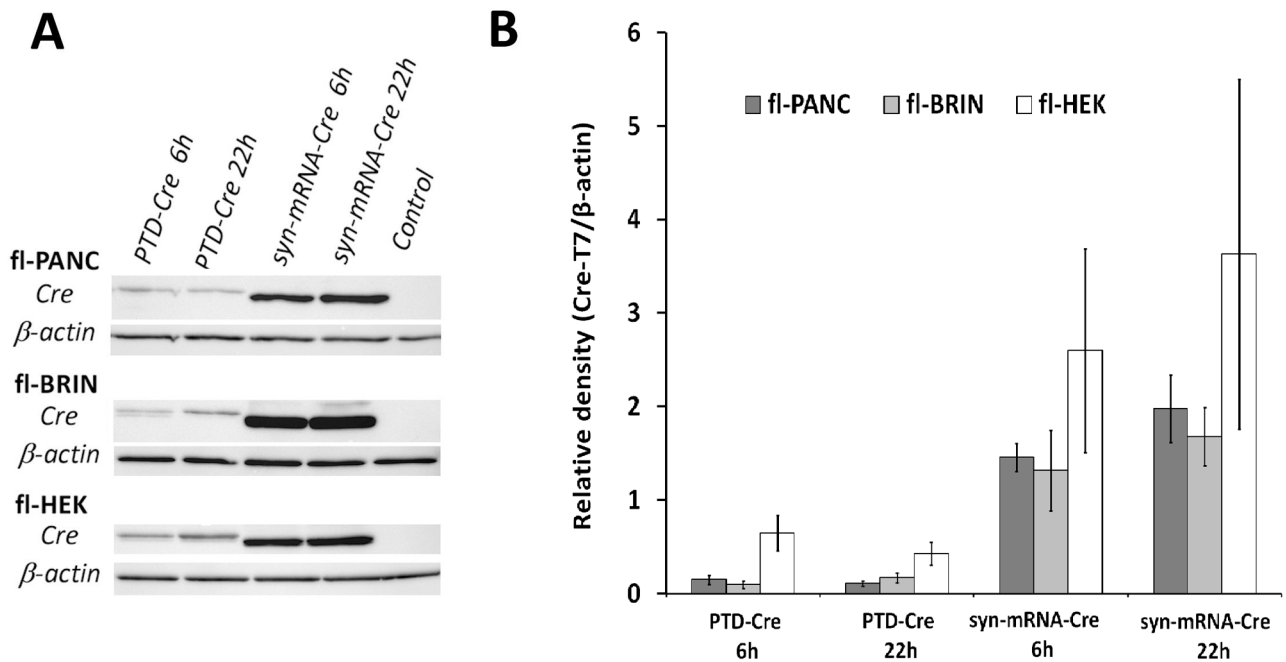 A
PTD-Cre 6h
PTD-Cre 22h
syn-mRNA-Cre 6h
syn-mRNA-Cre 22h
Control
fl-PANC
Cre
β-actin
fl-BRIN
Cre
β-actin
fl-HEK
Cre
β-actin
B
6
5
4
3
2
1
0
Relative density (Cre-T7/β-actin)
fl-PANC fl-BRIN fl-HEK
PTD-Cre
6h
PTD-Cre
22h
syn-mRNA-Cre
6h
syn-mRNA-Cre
22h